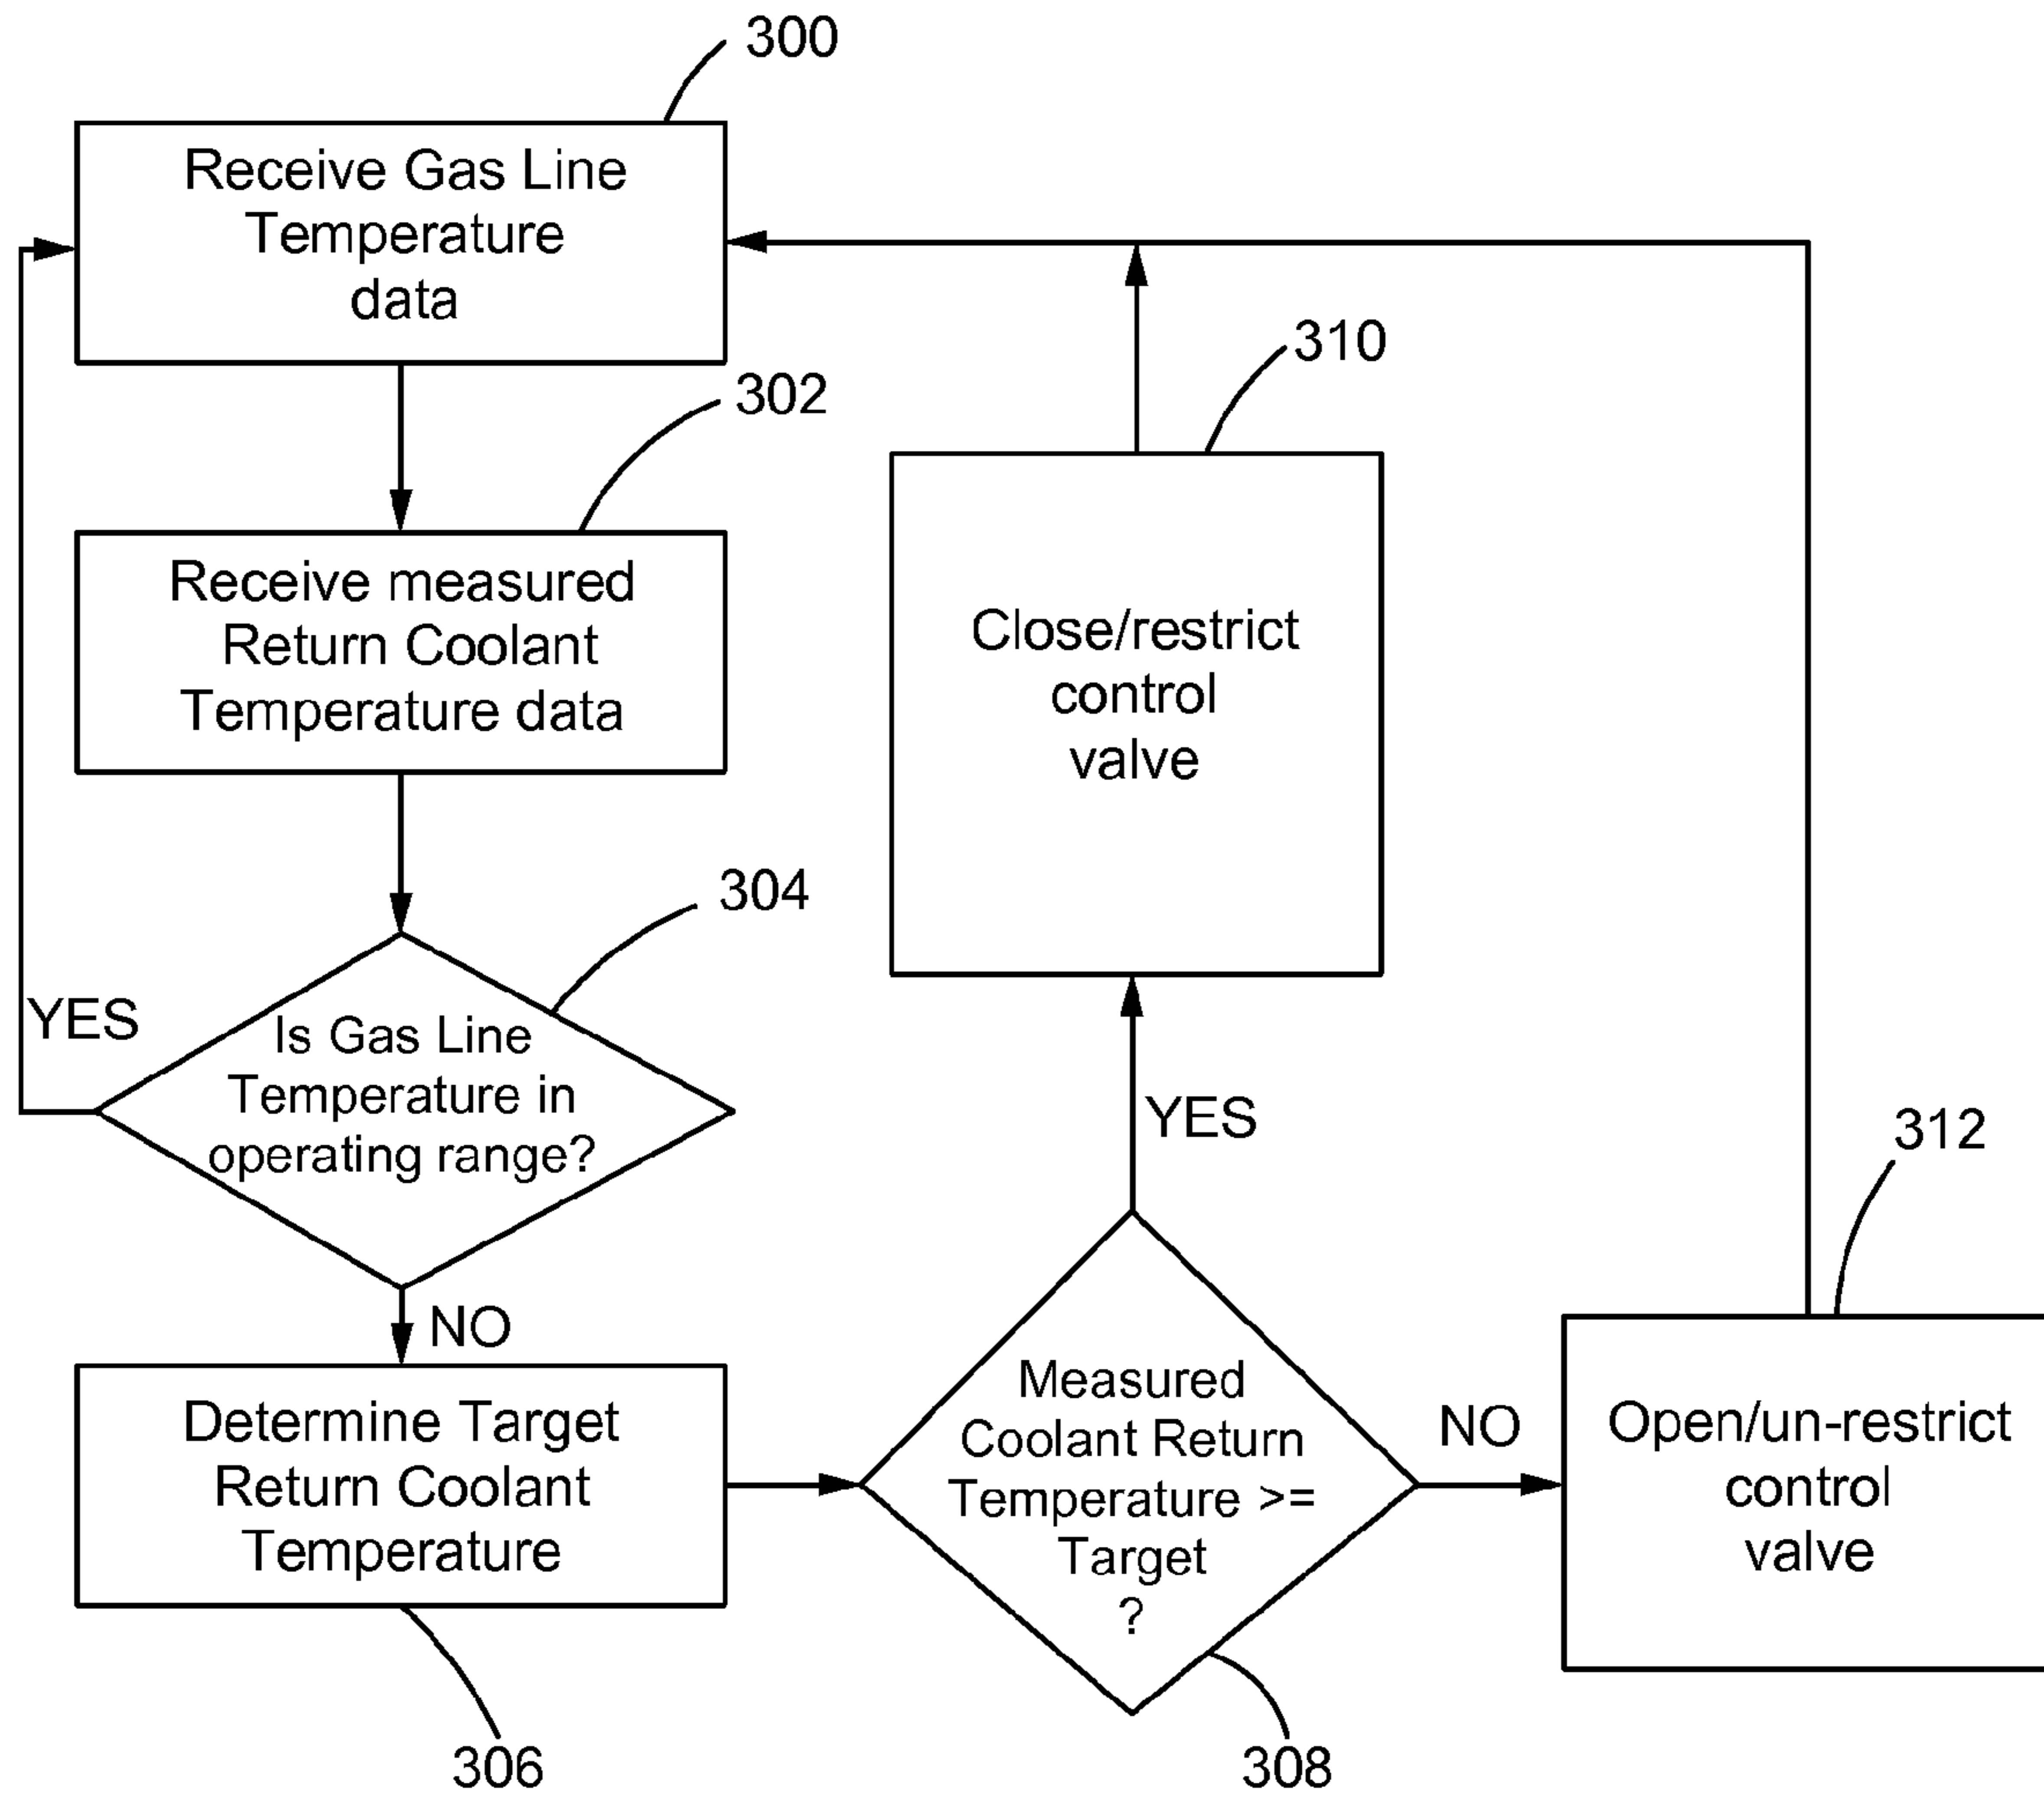 300
Receive Gas Line
Temperature
data
302
Receive measured
Return Coolant
Temperature data
304
YES
Is Gas Line
Temperature in
operating range?
NO
Determine Target
Return Coolant
Temperature
306
310
Close/restrict
control
valve
YES
Measured
Coolant Return
Temperature >=
Target
?
308
NO
312
Open/un-restrict
control
valve